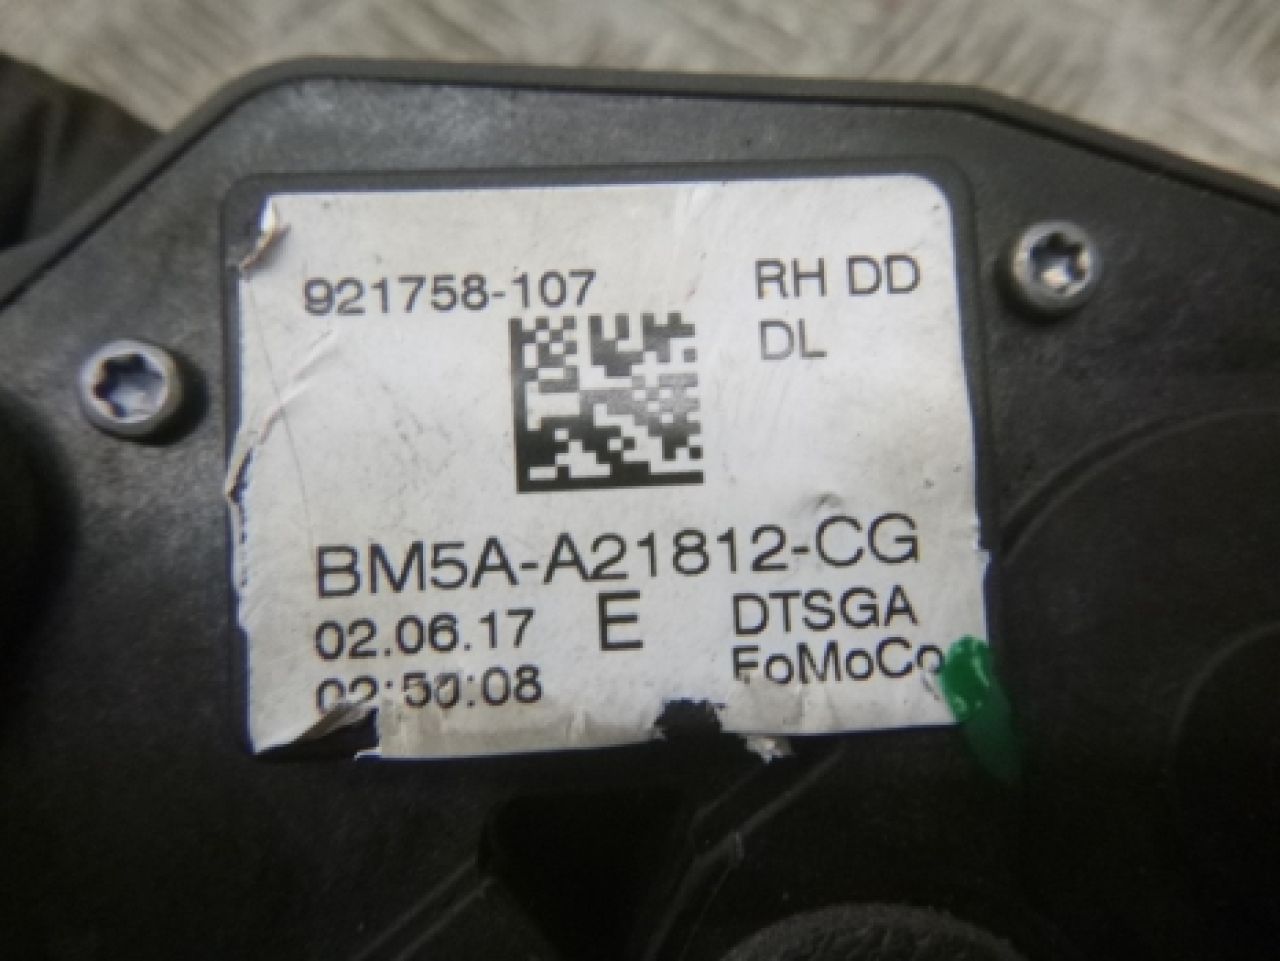 921758-107 RH DD
DL
BM5A-A21812-CG
02.06.17 E DTSGA
02:50:08 FoMoCo